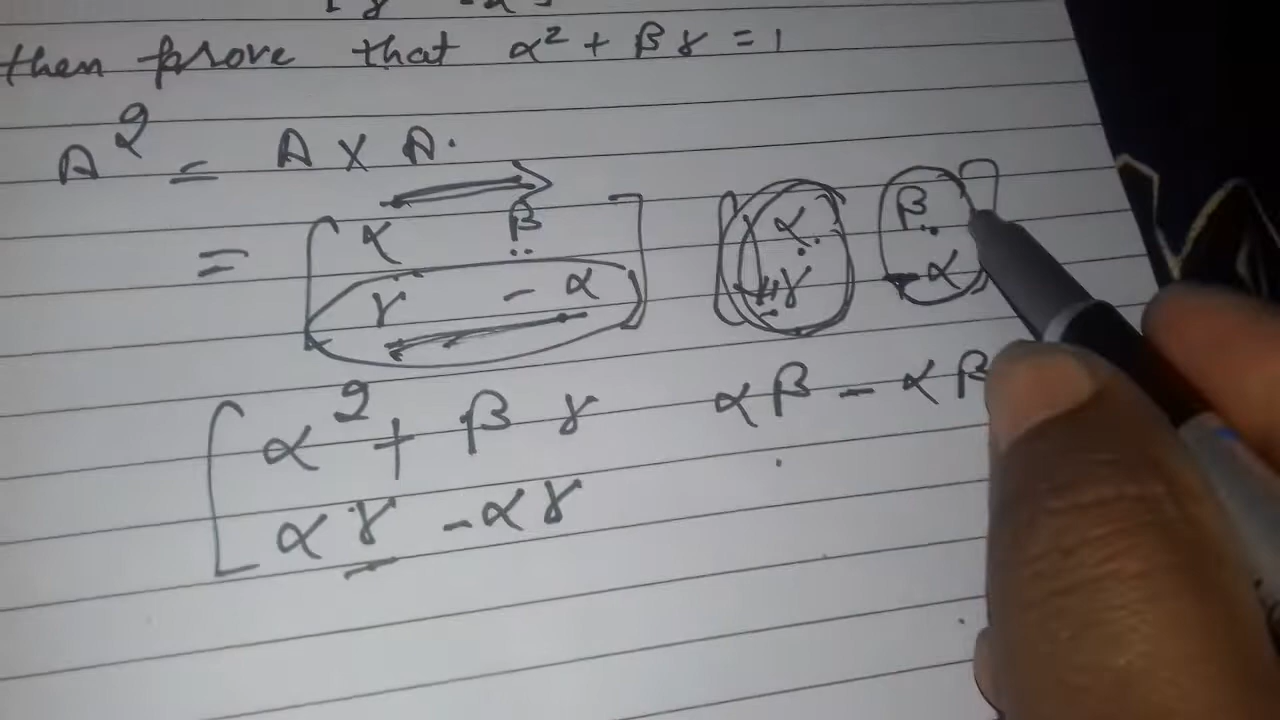 then prove that α² + βγ = 1
A² = A × A.
= [α β γ -α] [α β γ -α]
[α² + βγ αβ - αβ
αγ - αγ